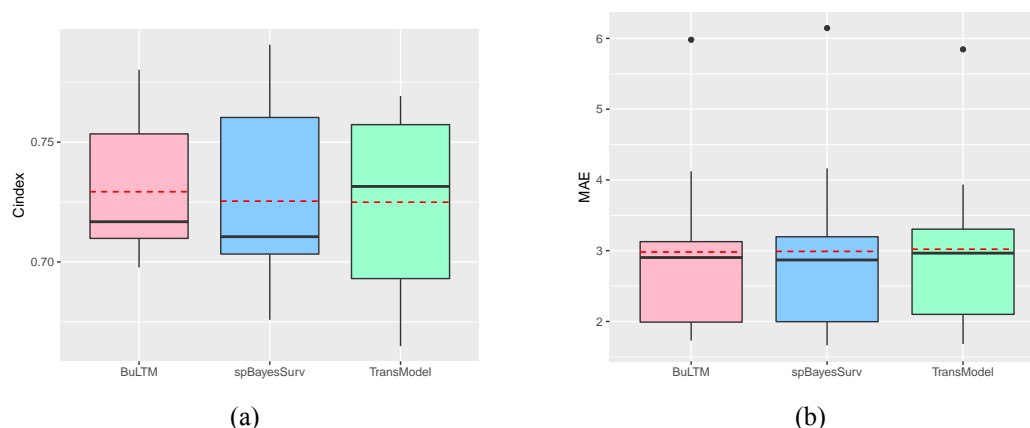 Cindex
0.75
0.70
BuLTM
spBayesSurv
TransModel
(a)
MAE
6
5
4
3
2
BuLTM
spBayesSurv
TransModel
(b)